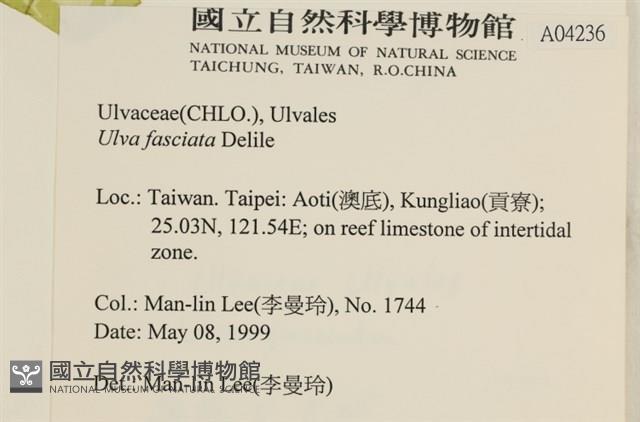 國立自然科學博物館
A04236
NATIONAL MUSEUM OF NATURAL SCIENCE
TAICHUNG, TAIWAN, R.O.CHINA
Ulvaceae(CHLO.), Ulvales
Ulva fasciata Delile
Loc.: Taiwan. Taipei: Aoti(澳底), Kungliao(貢寮);
25.03N, 121.54E; on reef limestone of intertidal
zone.
Col.: Man-lin Lee(李曼玲), No. 1744
Date: May 08, 1999
國立自然科學博物館
NATIONAL MUSEUM OF NATURAL SCIENCE
Det.: Man-lin Lee(李曼玲)